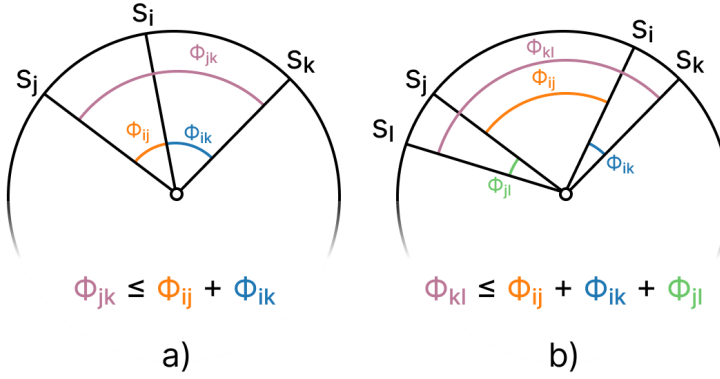 Sᵢ
Sⱼ
Φⱼₖ
Sₖ
Φᵢⱼ
Φᵢₖ
Φⱼₖ ≤ Φᵢⱼ + Φᵢₖ
a)
Sᵢ
Φₖₗ
Sₖ
Sⱼ
Φᵢⱼ
Sₗ
Φᵢₖ
Φⱼₗ
Φₖₗ ≤ Φᵢⱼ + Φᵢₖ + Φⱼₗ
b)